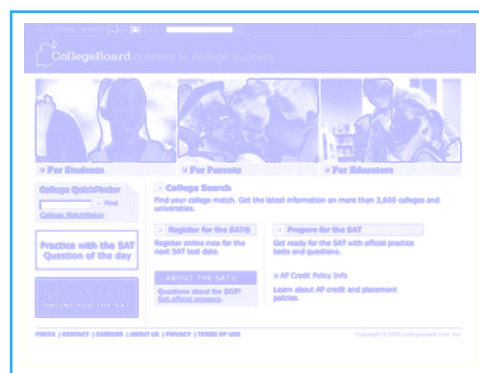 CollegeBoard connect to college success
For Students
For Parents
For Educators
College QuickFinder
Find
College MatchMaker
Practice with the SAT
Question of the day
REGISTER
ONLINE FOR THE SAT
College Search
Find your college match. Get the latest information on more than 3,600 colleges and
universities.
Register for the SAT®
Register online now for the
next SAT test date.
Prepare for the SAT
Get ready for the SAT with official practice
tests and questions.
ABOUT THE SAT
Questions about the SAT?
Get official answers.
AP Credit Policy Info
Learn about AP credit and placement
policies.
PRESS | CONTACT | CAREERS | ABOUT US | PRIVACY | TERMS OF USE